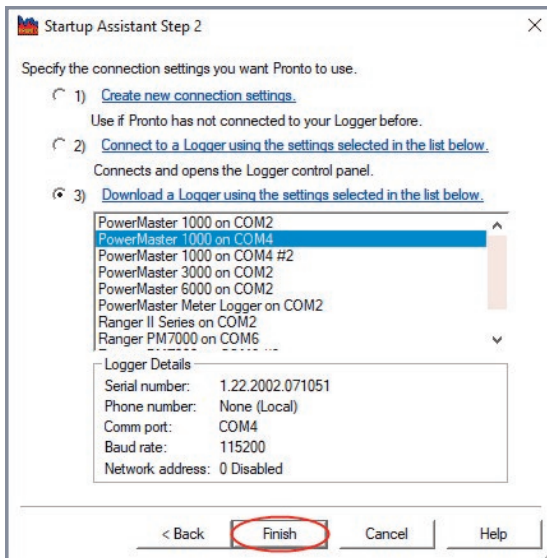 Startup Assistant Step 2
Specify the connection settings you want Pronto to use.
1) Create new connection settings.
Use if Pronto has not connected to your Logger before.
2) Connect to a Logger using the settings selected in the list below.
Connects and opens the Logger control panel.
3) Download a Logger using the settings selected in the list below.
PowerMaster 1000 on COM2
PowerMaster 1000 on COM4
PowerMaster 1000 on COM4 #2
PowerMaster 3000 on COM2
PowerMaster 6000 on COM2
PowerMaster Meter Logger on COM2
Ranger II Series on COM2
Ranger PM7000 on COM6
Logger Details
Serial number: 1.22.2002.071051
Phone number: None (Local)
Comm port: COM4
Baud rate: 115200
Network address: 0 Disabled
< Back Finish Cancel Help